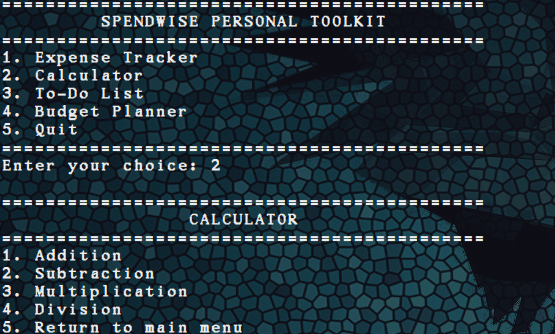 =====================================================
SPENDWISE PERSONAL TOOLKIT
=====================================================
1. Expense Tracker
2. Calculator
3. To-Do List
4. Budget Planner
5. Quit
=====================================================
Enter your choice: 2
=====================================================
CALCULATOR
=====================================================
1. Addition
2. Subtraction
3. Multiplication
4. Division
5. Return to main menu